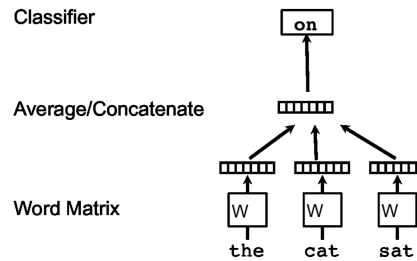 Classifier
on
Average/Concatenate
Word Matrix
W W W
the cat sat